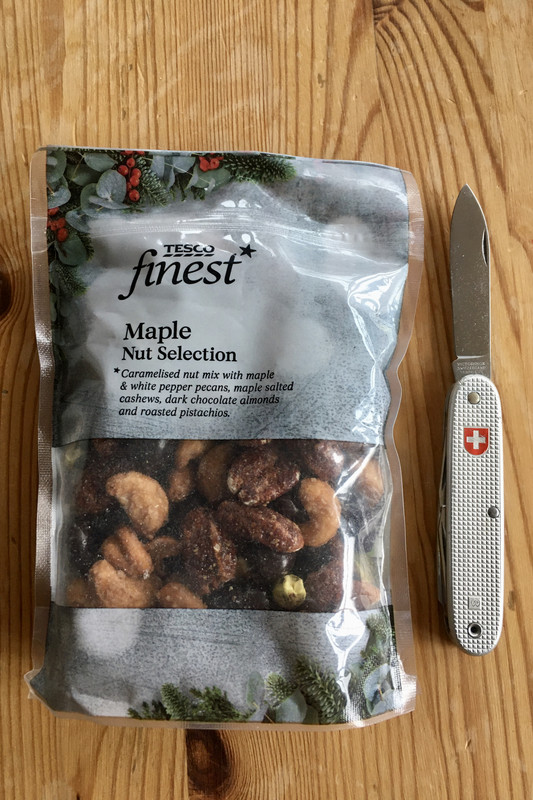 TESCO
finest*
Maple
Nut Selection
*Caramelised nut mix with maple
& white pepper pecans, maple salted
cashews, dark chocolate almonds
and roasted pistachios.